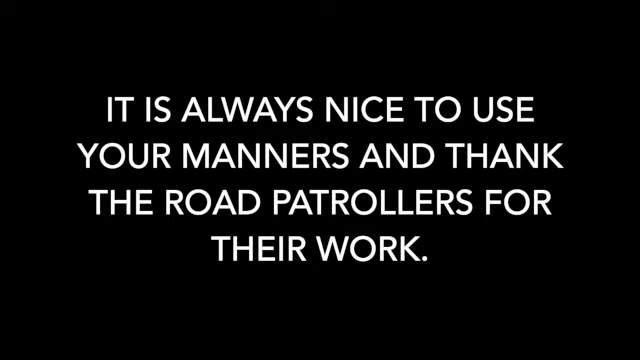 IT IS ALWAYS NICE TO USE
YOUR MANNERS AND THANK
THE ROAD PATROLLERS FOR
THEIR WORK.